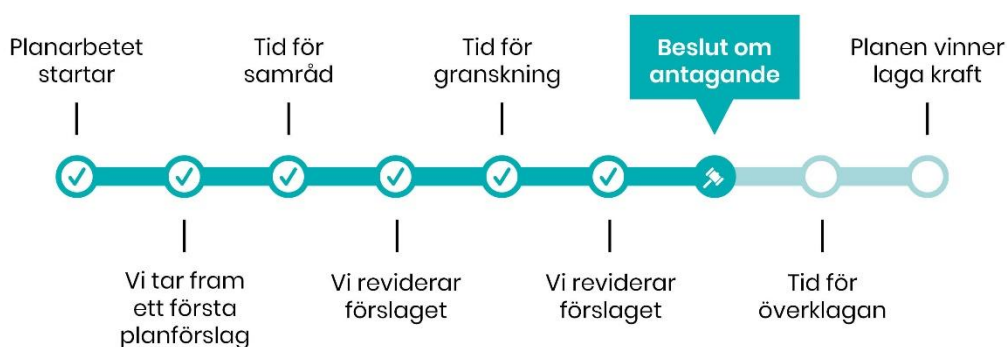 Planarbetet
startar
Vi tar fram
ett första
planförslag
Tid för
samråd
Vi reviderar
förslaget
Tid för
granskning
Vi reviderar
förslaget
Beslut om
antagande
Tid för
överklagan
Planen vinner
laga kraft